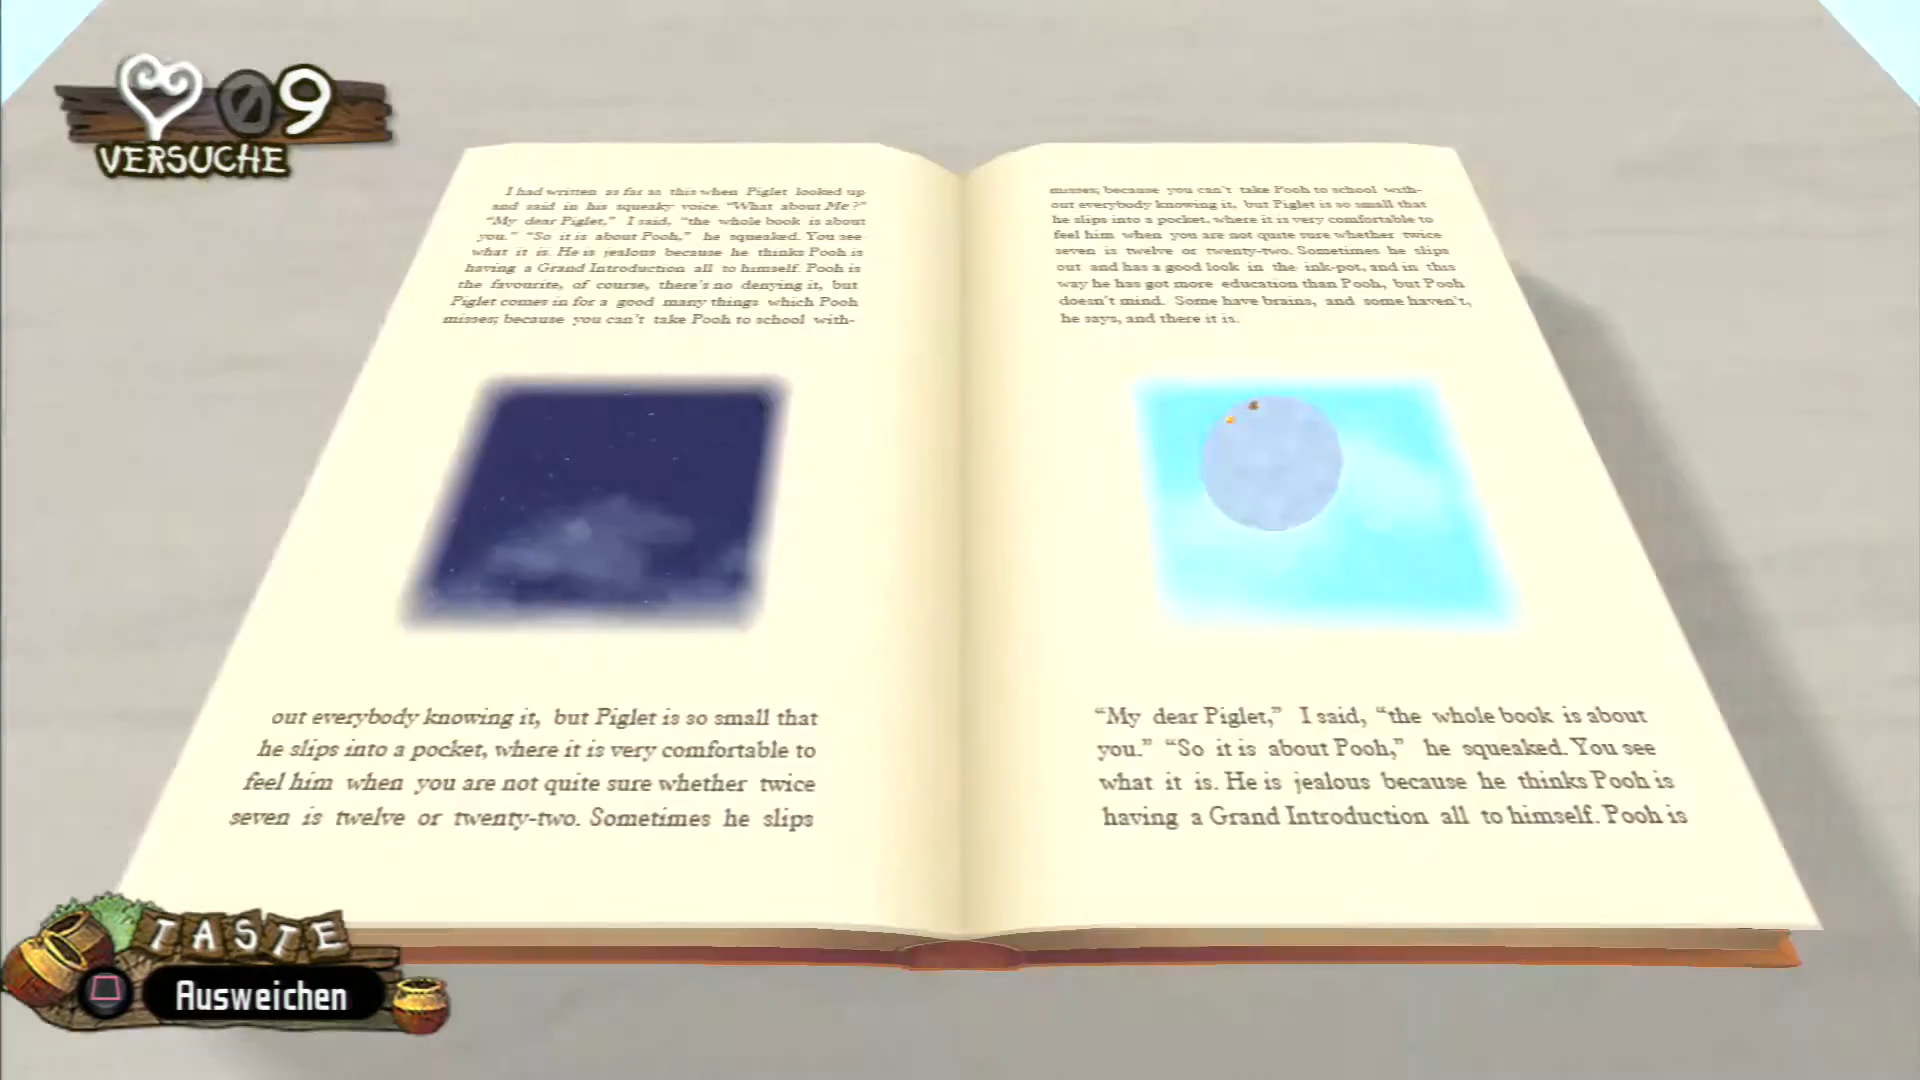 09
VERSUCHE
I had written as far as this when Piglet looked up
and said in his squeaky voice. "What about Me?"
"My dear Piglet," I said, "the whole book is about
you." "So it is about Pooh," he squeaked. You see
what it is. He is jealous because he thinks Pooh is
having a Grand Introduction all to himself. Pooh is
the favourite, of course, there's no denying it, but
Piglet comes in for a good many things which Pooh
misses; because you can't take Pooh to school with-
out everybody knowing it, but Piglet is so small that
he slips into a pocket, where it is very comfortable to
feel him when you are not quite sure whether twice
seven is twelve or twenty-two. Sometimes he slips
misses; because you can't take Pooh to school with-
out everybody knowing it, but Piglet is so small that
he slips into a pocket, where it is very comfortable to
feel him when you are not quite sure whether twice
seven is twelve or twenty-two. Sometimes he slips
out and has a good look in the ink-pot, and in this
way he has got more education than Pooh, but Pooh
doesn't mind. Some have brains, and some haven't,
he says, and there it is.
"My dear Piglet," I said, "the whole book is about
you." "So it is about Pooh," he squeaked. You see
what it is. He is jealous because he thinks Pooh is
having a Grand Introduction all to himself. Pooh is
TASTE
Ausweichen